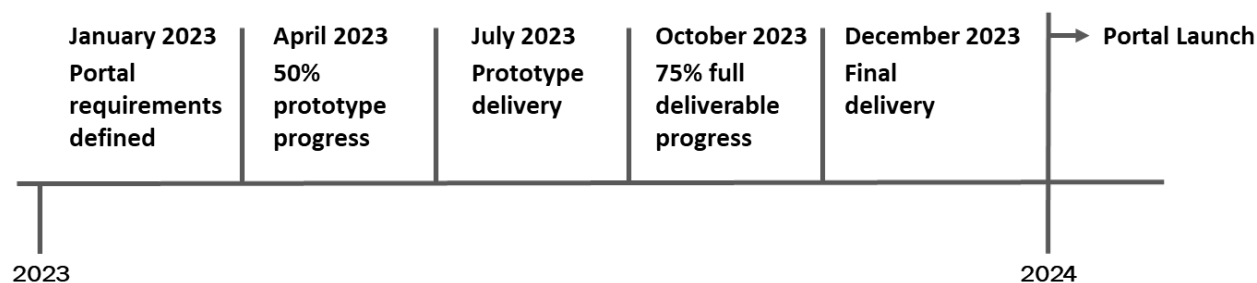 January 2023
Portal
requirements
defined
April 2023
50%
prototype
progress
July 2023
Prototype
delivery
October 2023
75% full
deliverable
progress
December 2023
Final
delivery
Portal Launch
2023
2024